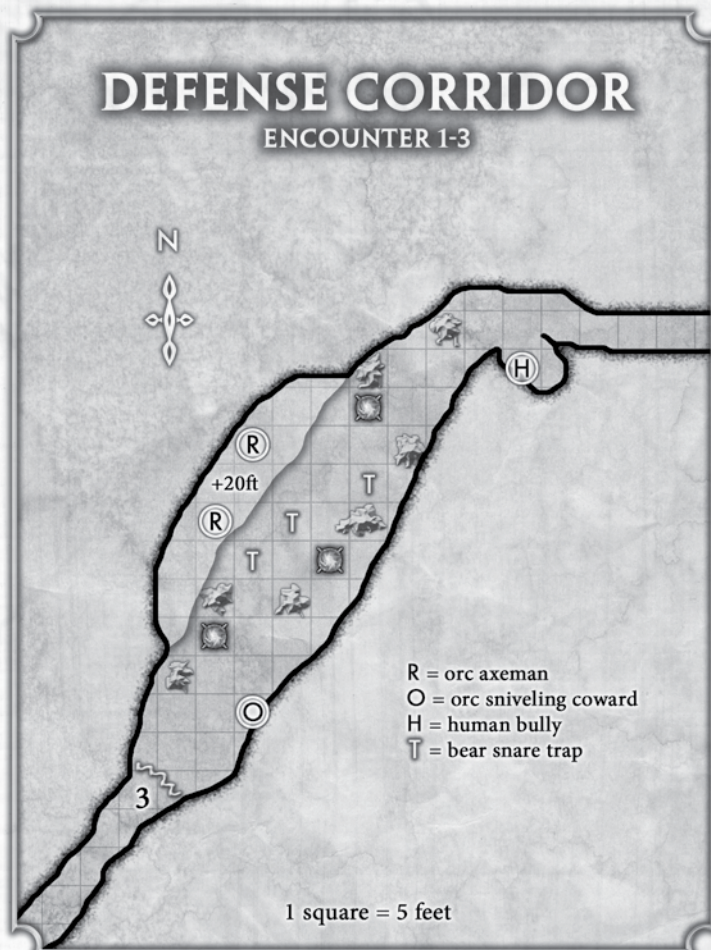 DEFENSE CORRIDOR
ENCOUNTER 1-3
N
H
R
+20ft
T
R
T
T
R = orc axeman
O = orc sniveling coward
O
H = human bully
T = bear snare trap
3
1 square = 5 feet